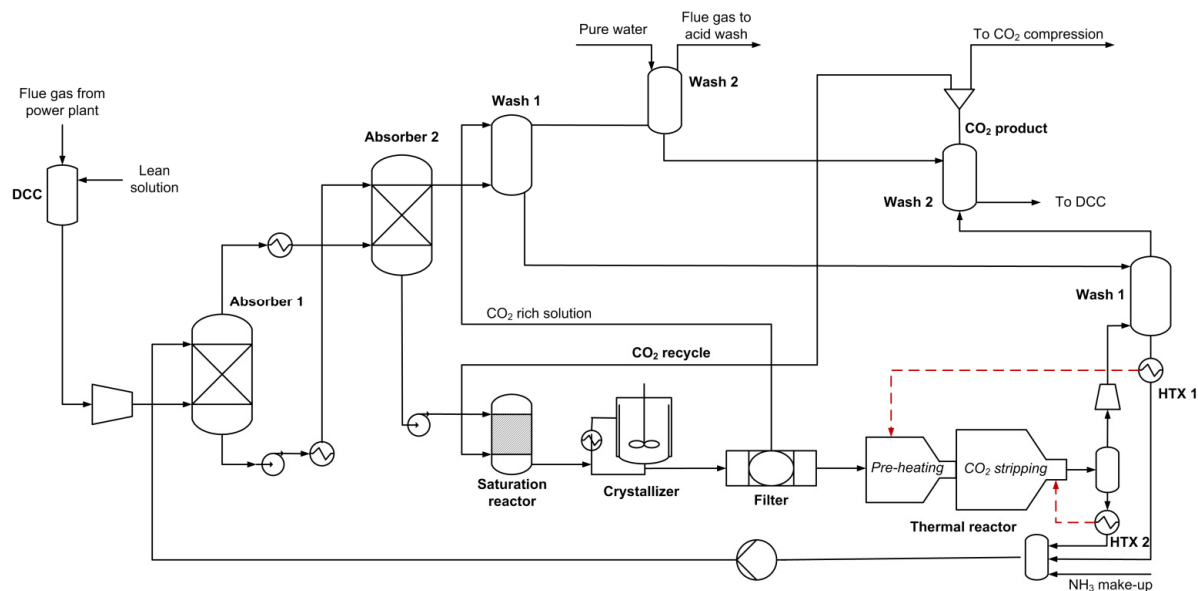 Flue gas to
acid wash
Pure water
To CO₂ compression
Wash 2
Flue gas from
power plant
Wash 1
Absorber 2
CO₂ product
Lean
solution
DCC
Wash 2
To DCC
Absorber 1
Wash 1
CO₂ rich solution
CO₂ recycle
HTX 1
Pre-heating
CO₂ stripping
Saturation
reactor
Crystallizer
Filter
Thermal reactor
HTX 2
NH₃ make-up